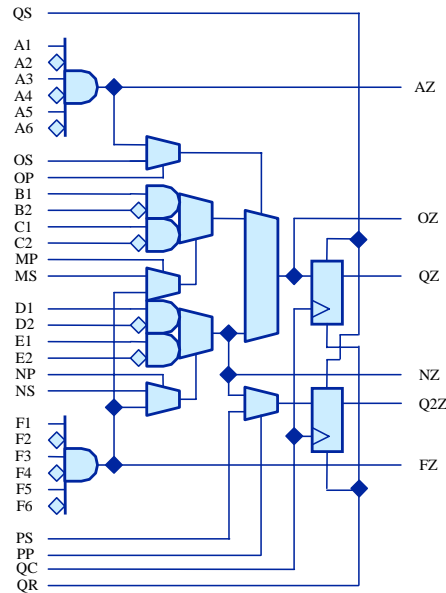 QS
A1
A2
AZ
A3
A4
A5
A6
OS
OP
B1
B2
OZ
C1
C2
MP
MS
QZ
D1
D2
E1
E2
NP
NZ
NS
Q2Z
F1
F2
F3
FZ
F4
F5
F6
PS
PP
QC
QR